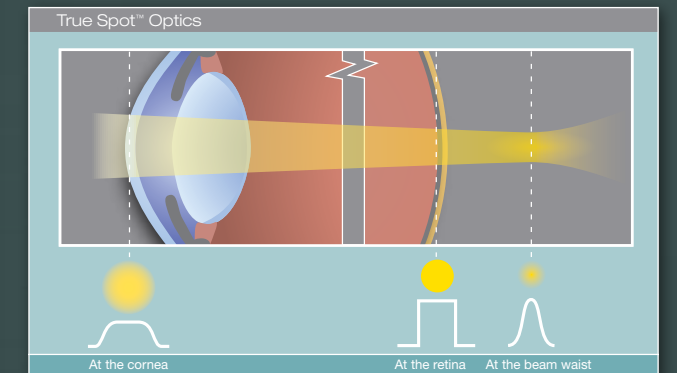 True Spot™ Optics
At the cornea
At the retina
At the beam waist